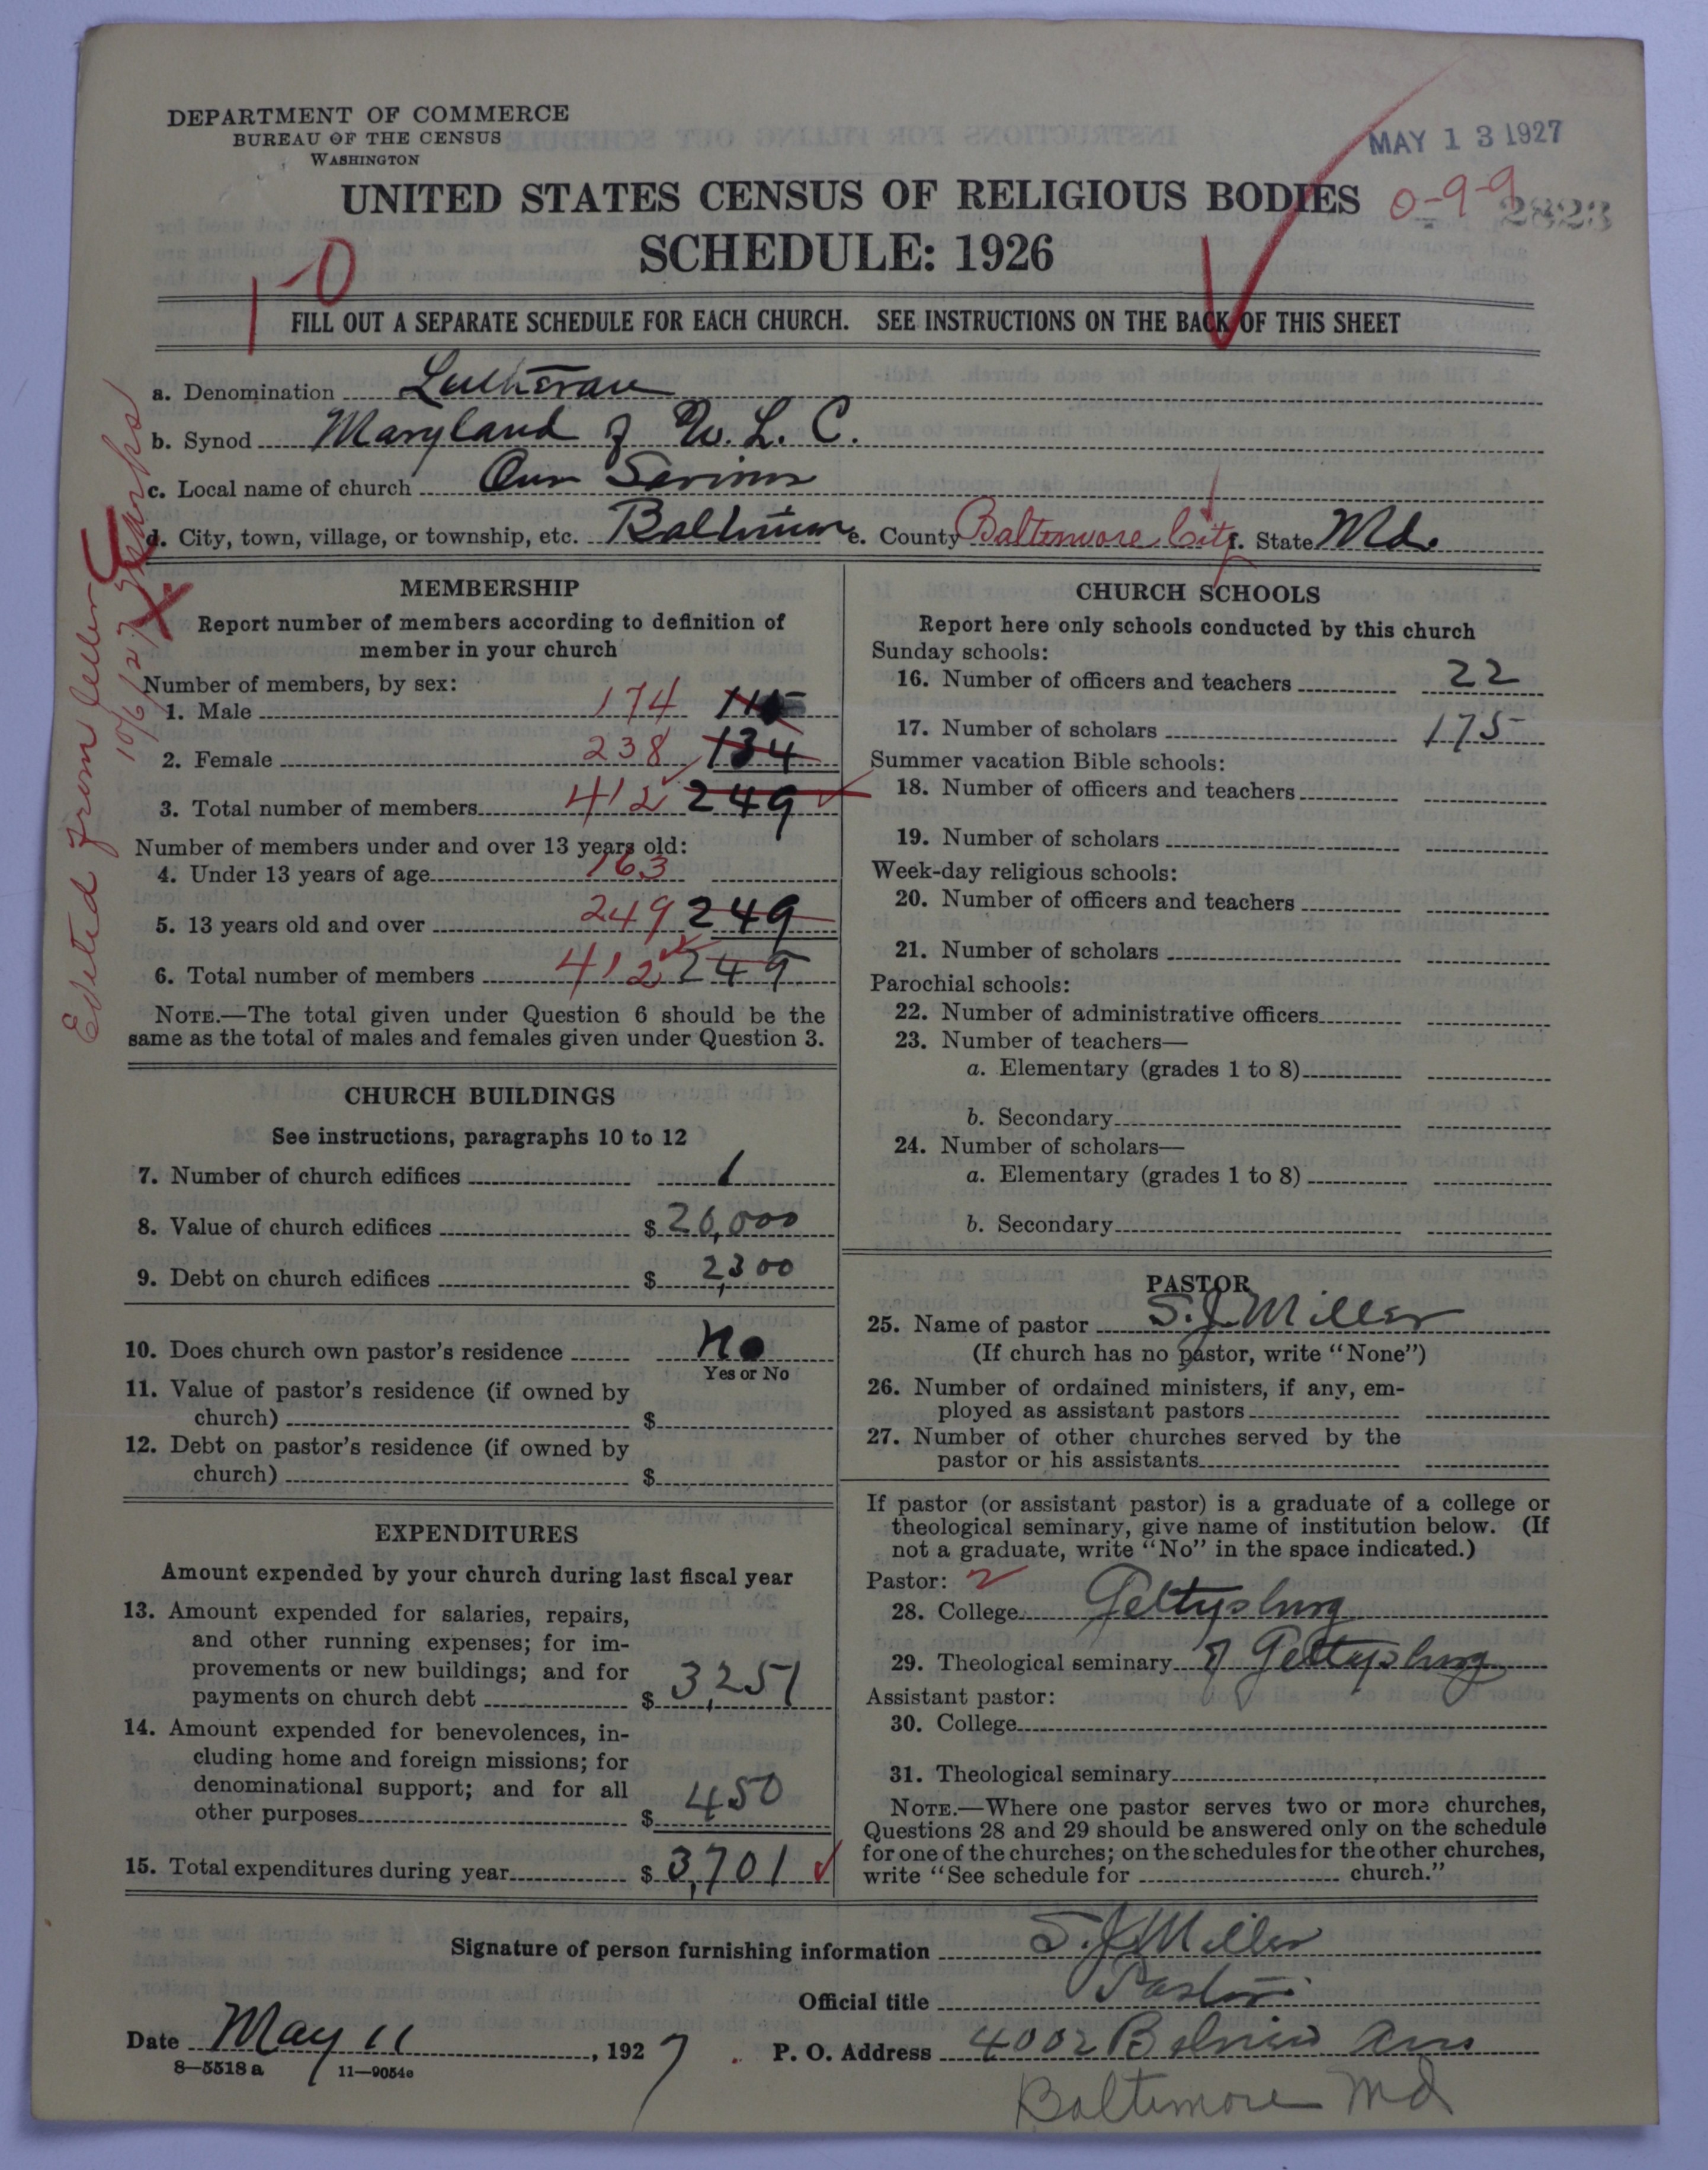 DEPARTMENT OF COMMERCE
BUREAU OF THE CENSUS
WASHINGTON
MAY 13 1927
UNITED STATES CENSUS OF RELIGIOUS BODIES
0-9-9 2823
SCHEDULE: 1926
1-0
FILL OUT A SEPARATE SCHEDULE FOR EACH CHURCH. SEE INSTRUCTIONS ON THE BACK OF THIS SHEET
a. Denomination Lutheran
b. Synod Maryland of U. L. C.
c. Local name of church Our Saviour
d. City, town, village, or township, etc. Baltimore e. County Baltimore City f. State Md.
Edited from letter
10/6/27
MEMBERSHIP
Report number of members according to definition of
member in your church
Number of members, by sex:
1. Male 174 115
2. Female 238 134
3. Total number of members 412 249
Number of members under and over 13 years old:
4. Under 13 years of age 163
5. 13 years old and over 249 249
6. Total number of members 412 249
NOTE.—The total given under Question 6 should be the
same as the total of males and females given under Question 3.
CHURCH BUILDINGS
See instructions, paragraphs 10 to 12
7. Number of church edifices 1
8. Value of church edifices $ 20,000
9. Debt on church edifices $ 2,300
10. Does church own pastor's residence No
Yes or No
11. Value of pastor's residence (if owned by
church) $
12. Debt on pastor's residence (if owned by
church) $
EXPENDITURES
Amount expended by your church during last fiscal year
13. Amount expended for salaries, repairs,
and other running expenses; for im-
provements or new buildings; and for
payments on church debt $ 3,251
14. Amount expended for benevolences, in-
cluding home and foreign missions; for
denominational support; and for all
other purposes $ 450
15. Total expenditures during year $ 3,701
CHURCH SCHOOLS
Report here only schools conducted by this church
Sunday schools:
16. Number of officers and teachers 22
17. Number of scholars 175
Summer vacation Bible schools:
18. Number of officers and teachers
19. Number of scholars
Week-day religious schools:
20. Number of officers and teachers
21. Number of scholars
Parochial schools:
22. Number of administrative officers
23. Number of teachers—
a. Elementary (grades 1 to 8)
b. Secondary
24. Number of scholars—
a. Elementary (grades 1 to 8)
b. Secondary
PASTOR
25. Name of pastor S. J. Miller
(If church has no pastor, write "None")
26. Number of ordained ministers, if any, em-
ployed as assistant pastors
27. Number of other churches served by the
pastor or his assistants
If pastor (or assistant pastor) is a graduate of a college or
theological seminary, give name of institution below. (If
not a graduate, write "No" in the space indicated.)
Pastor: 2
28. College Gettysburg
29. Theological seminary of Gettysburg
Assistant pastor:
30. College
31. Theological seminary
NOTE.—Where one pastor serves two or more churches,
Questions 28 and 29 should be answered only on the schedule
for one of the churches; on the schedules for the other churches,
write "See schedule for church."
Signature of person furnishing information S. J. Miller
Official title Pastor
Date May 11, 1927 P. O. Address 4002 Ave
8—5518 a 11—9054c
Baltimore Md